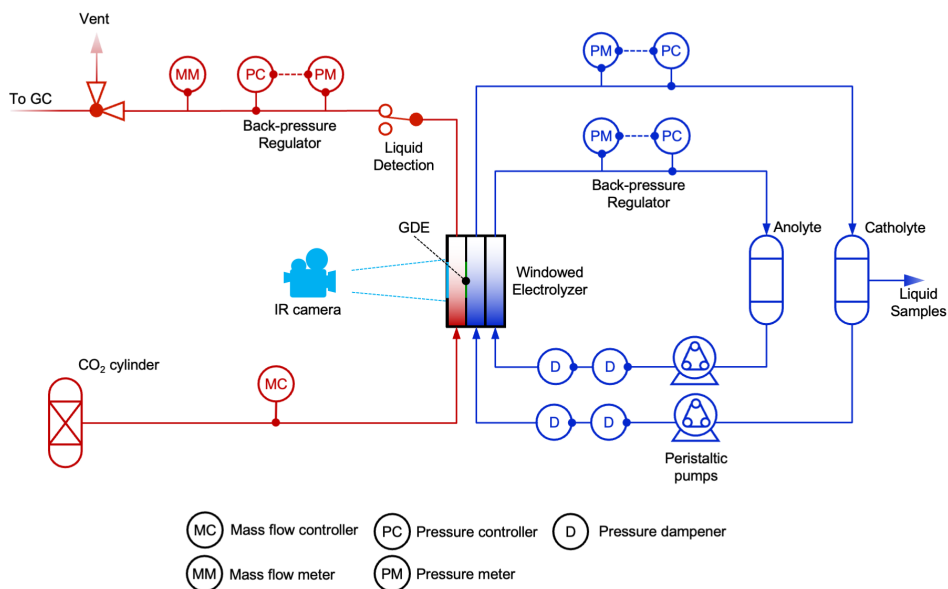 Vent
PM
PC
MM
PC
PM
To GC
Back-pressure
Regulator
Liquid
Detection
PM
PC
Back-pressure
Regulator
GDE
Anolyte
Catholyte
Windowed
Electrolyzer
IR camera
Liquid
Samples
CO₂ cylinder
D
D
MC
D
D
Peristaltic
pumps
MC Mass flow controller
PC Pressure controller
D Pressure dampener
MM Mass flow meter
PM Pressure meter